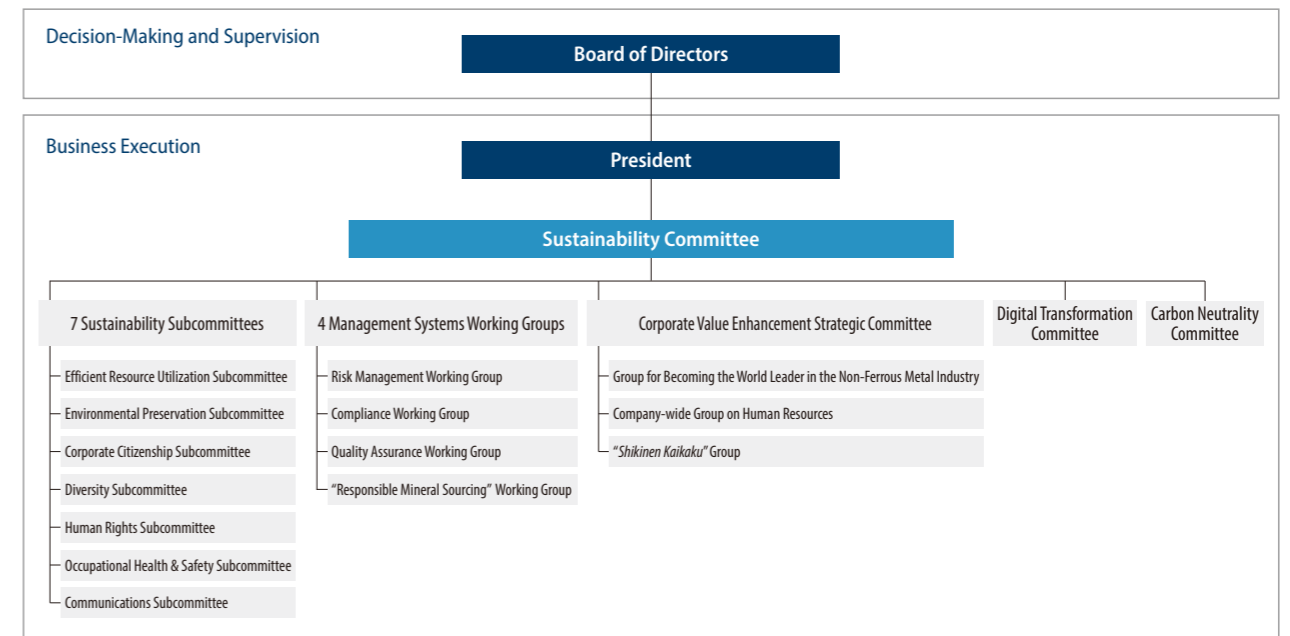 Decision-Making and Supervision
Board of Directors
Business Execution
President
Sustainability Committee
7 Sustainability Subcommittees
Efficient Resource Utilization Subcommittee
Environmental Preservation Subcommittee
Corporate Citizenship Subcommittee
Diversity Subcommittee
Human Rights Subcommittee
Occupational Health & Safety Subcommittee
Communications Subcommittee
4 Management Systems Working Groups
Risk Management Working Group
Compliance Working Group
Quality Assurance Working Group
“Responsible Mineral Sourcing” Working Group
Corporate Value Enhancement Strategic Committee
Group for Becoming the World Leader in the Non-Ferrous Metal Industry
Company-wide Group on Human Resources
“Shikinen Kaikaku” Group
Digital Transformation
Committee
Carbon Neutrality
Committee